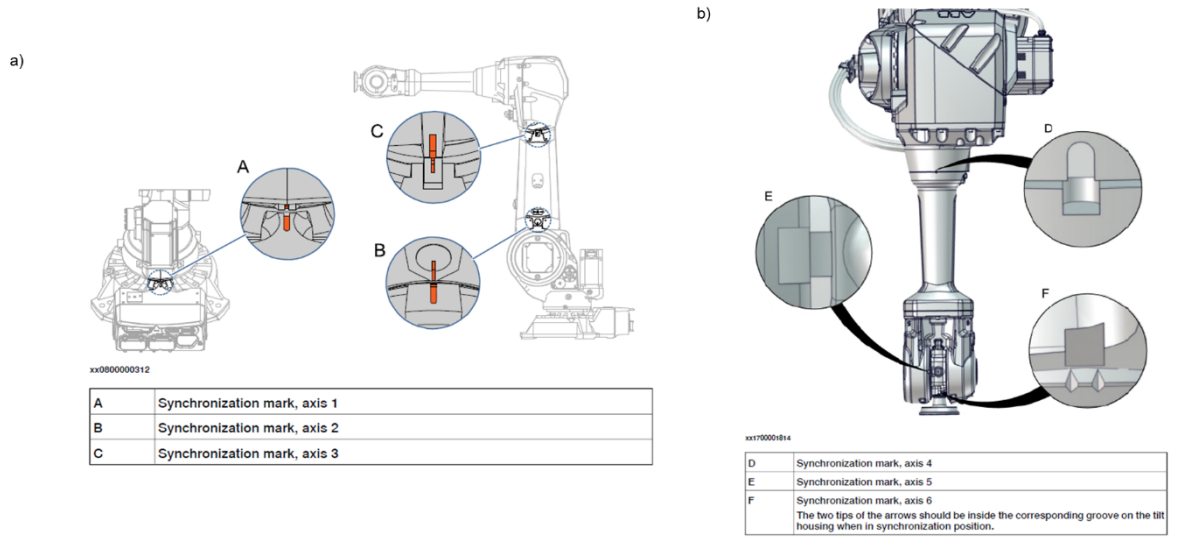 a)
A
C
B
xx0800000312
A Synchronization mark, axis 1
B Synchronization mark, axis 2
C Synchronization mark, axis 3
b)
D
E
F
xx1700001814
D Synchronization mark, axis 4
E Synchronization mark, axis 5
F Synchronization mark, axis 6
The two tips of the arrows should be inside the corresponding groove on the tilt
housing when in synchronization position.